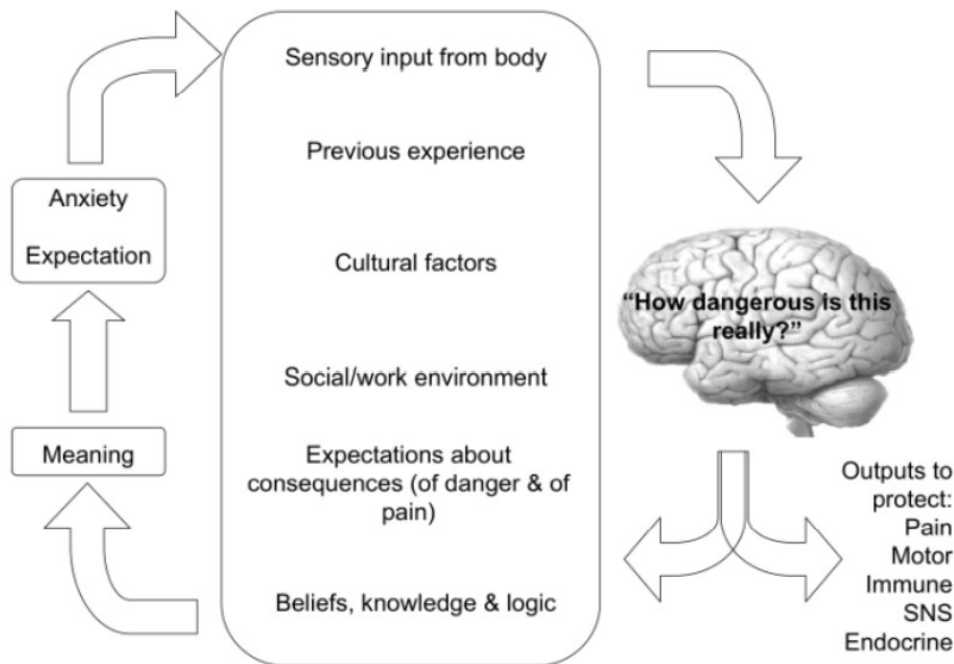 Sensory input from body
Previous experience
Cultural factors
Social/work environment
Expectations about
consequences (of danger & of
pain)
Beliefs, knowledge & logic
Anxiety
Expectation
Meaning
“How dangerous is this
really?”
Outputs to
protect:
Pain
Motor
Immune
SNS
Endocrine